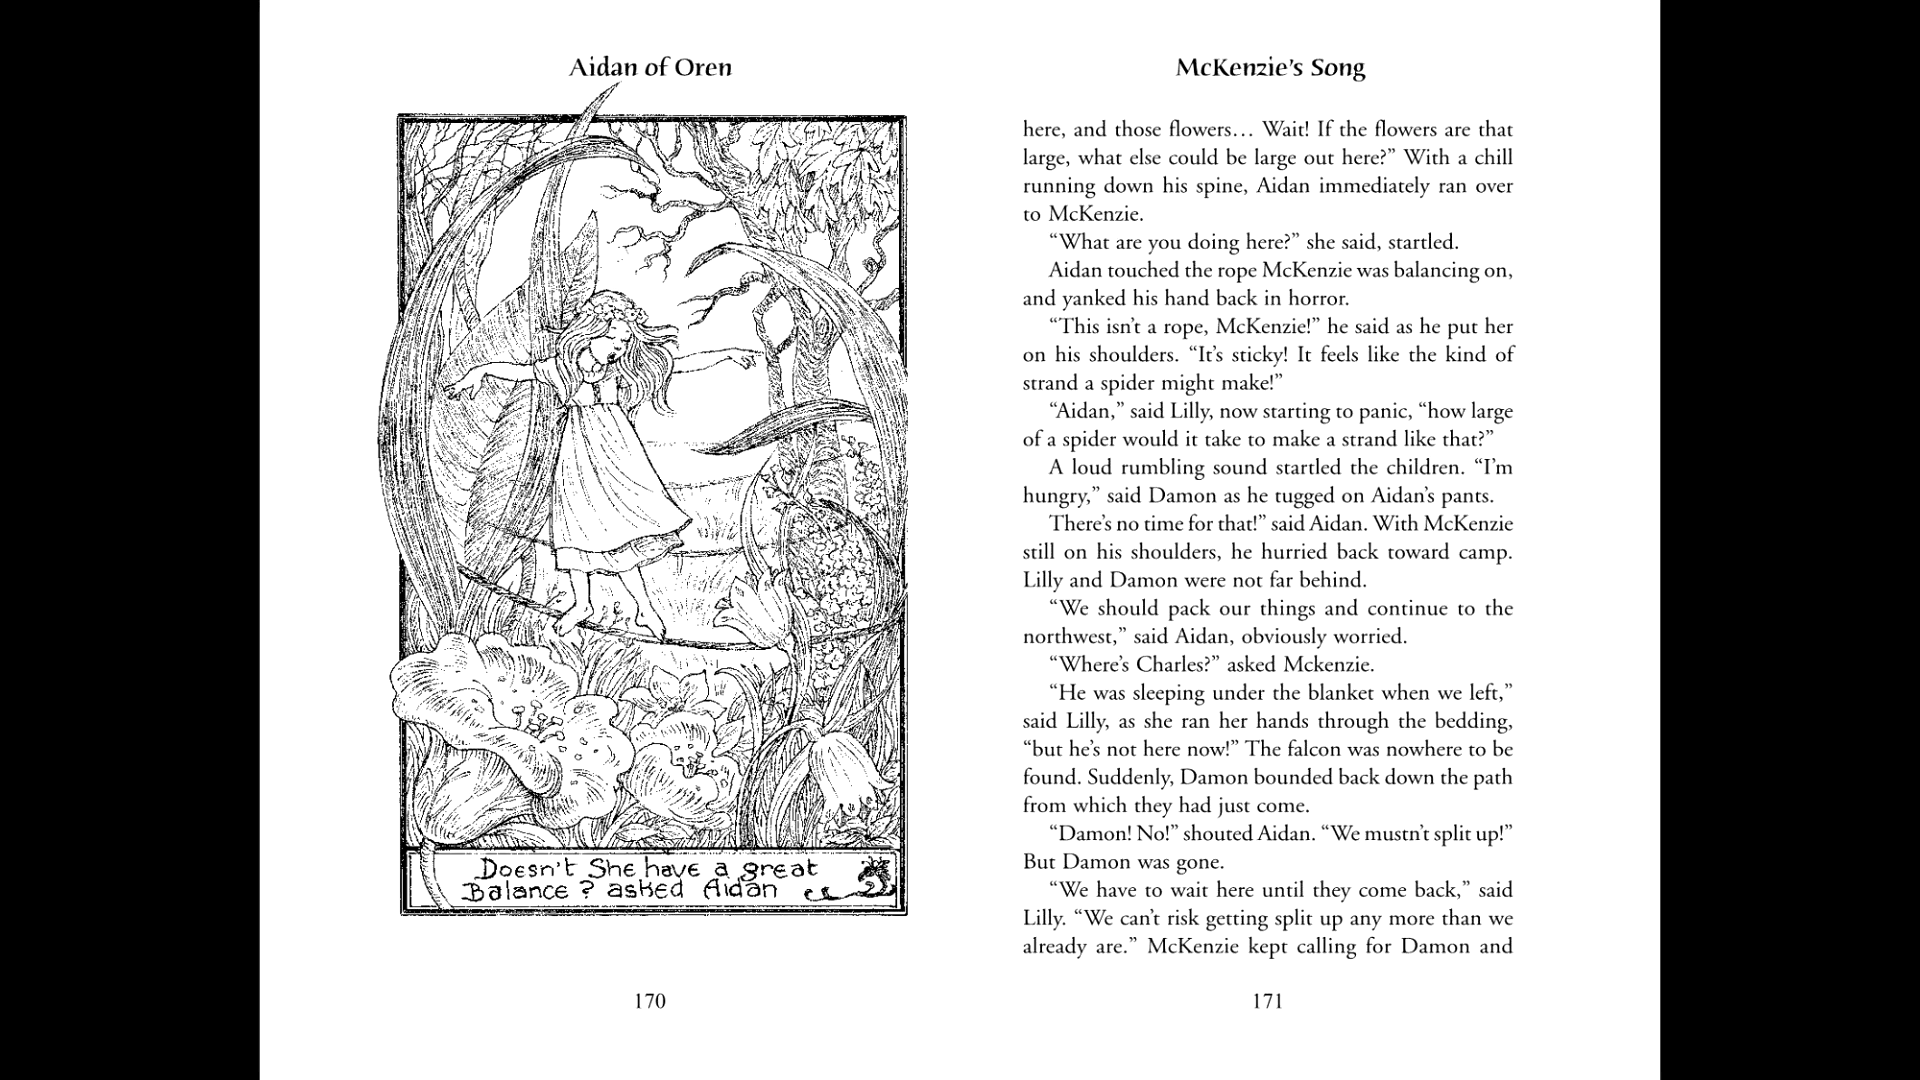 Aidan of Oren
Doesn't She have a great
Balance? asked Aidan
170
McKenzie's Song
here, and those flowers… Wait! If the flowers are that
large, what else could be large out here?” With a chill
running down his spine, Aidan immediately ran over
to McKenzie.
“What are you doing here?” she said, startled.
Aidan touched the rope McKenzie was balancing on,
and yanked his hand back in horror.
“This isn’t a rope, McKenzie!” he said as he put her
on his shoulders. “It’s sticky! It feels like the kind of
strand a spider might make!”
“Aidan,” said Lilly, now starting to panic, “how large
of a spider would it take to make a strand like that?”
A loud rumbling sound startled the children. “I’m
hungry,” said Damon as he tugged on Aidan’s pants.
There’s no time for that!” said Aidan. With McKenzie
still on his shoulders, he hurried back toward camp.
Lilly and Damon were not far behind.
“We should pack our things and continue to the
northwest,” said Aidan, obviously worried.
“Where’s Charles?” asked Mckenzie.
“He was sleeping under the blanket when we left,”
said Lilly, as she ran her hands through the bedding,
“but he’s not here now!” The falcon was nowhere to be
found. Suddenly, Damon bounded back down the path
from which they had just come.
“Damon! No!” shouted Aidan. “We mustn’t split up!”
But Damon was gone.
“We have to wait here until they come back,” said
Lilly. “We can’t risk getting split up any more than we
already are.” McKenzie kept calling for Damon and
171